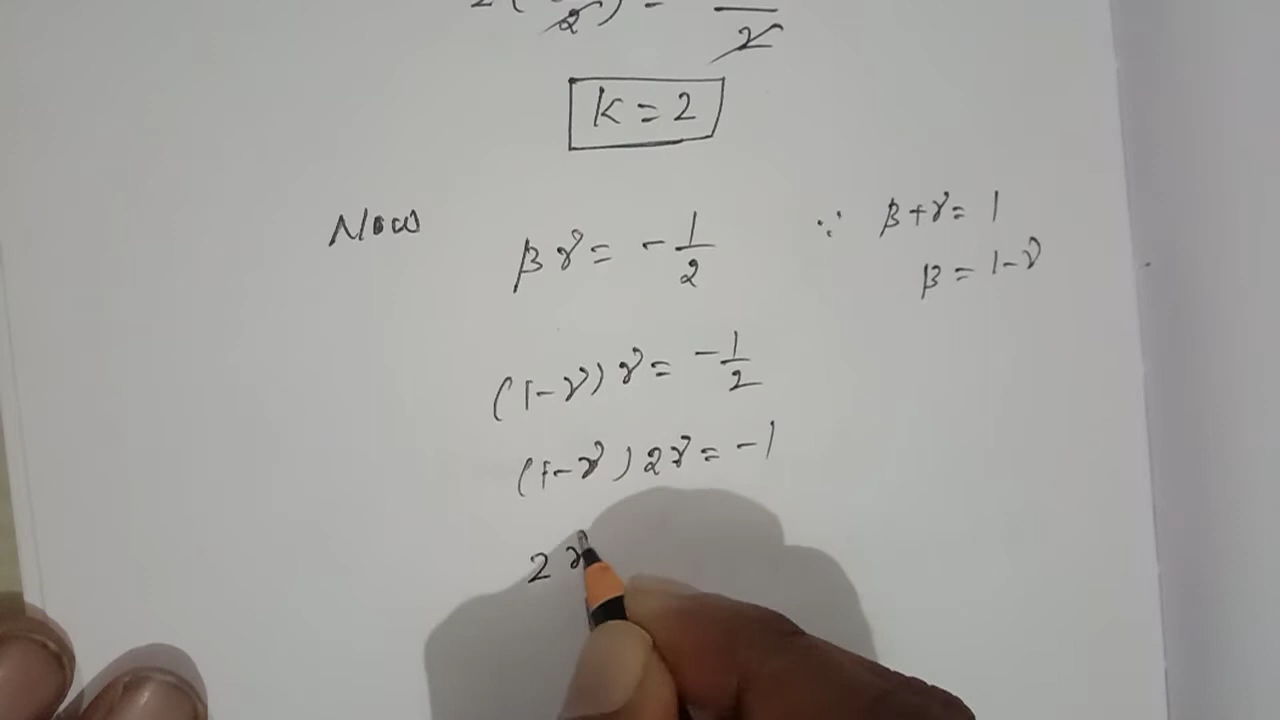 K = 2
Now βγ = -1/2 ∵ β+γ = 1
β = 1-γ
(1-γ) γ = -1/2
(1-γ) 2γ = -1
2γ